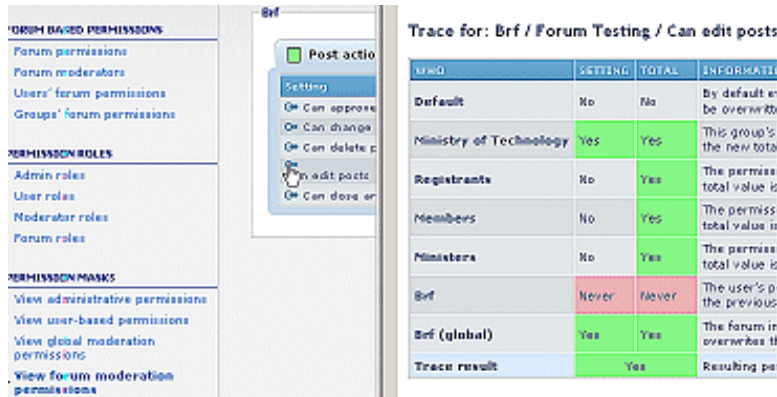 FORUM BASED PERMISSIONS
Forum permissions
Forum moderators
Users' forum permissions
Groups' forum permissions
PERMISSION ROLES
Admin roles
User roles
Moderator roles
Forum roles
PERMISSION MASKS
View administrative permissions
View user-based permissions
View global moderation
permissions
View forum moderation
permissions
Brf
Post actio
Setting
Can approve
Can change
Can delete p
n edit posts
Can close or
Trace for: Brf / Forum Testing / Can edit posts
WHO SETTING TOTAL INFORMATI
Default No No By default
be overwritte
Ministry of Technology Yes Yes This group's
the new tota
Registrants No Yes The permiss
total value is
Members No Yes The permiss
total value is
Ministers No Yes The permiss
total value is
Brf Never Never The user's p
the previous
Brf (global) Yes Yes The forum in
overwrites th
Trace result Yes Resulting pe